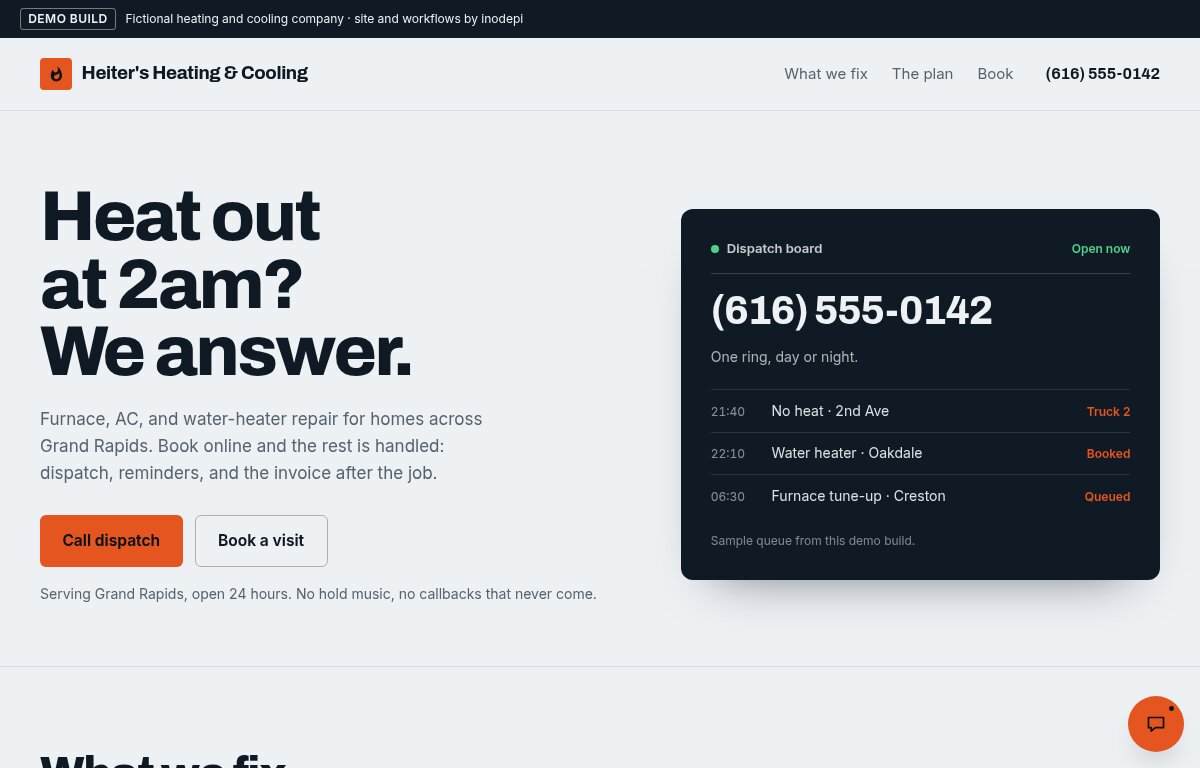 DEMO BUILD Fictional heating and cooling company · site and workflows by inodepi
Heiter's Heating & Cooling
What we fix The plan Book (616) 555-0142
Heat out
at 2am?
We answer.
Furnace, AC, and water-heater repair for homes across
Grand Rapids. Book online and the rest is handled:
dispatch, reminders, and the invoice after the job.
Call dispatch Book a visit
Serving Grand Rapids, open 24 hours. No hold music, no callbacks that never come.
Dispatch board Open now
(616) 555-0142
One ring, day or night.
21:40 No heat · 2nd Ave Truck 2
22:10 Water heater · Oakdale Booked
06:30 Furnace tune-up · Creston Queued
Sample queue from this demo build.
What we fix